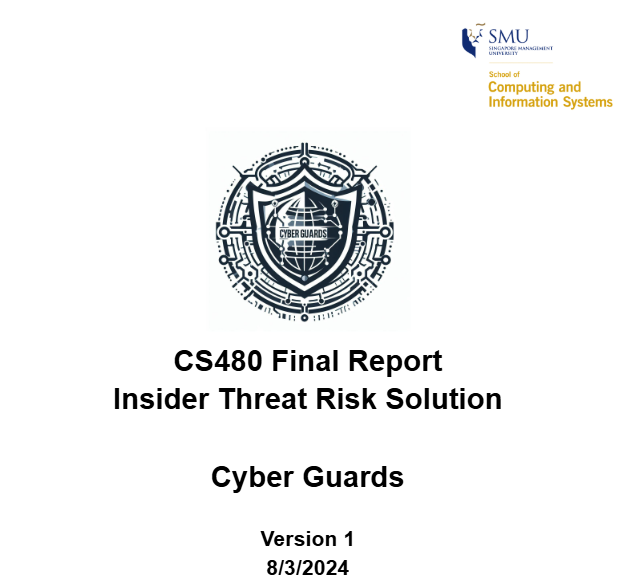 SMU
SINGAPORE MANAGEMENT
UNIVERSITY
School of
Computing and
Information Systems
CYBER GUARDS
CS480 Final Report
Insider Threat Risk Solution
Cyber Guards
Version 1
8/3/2024